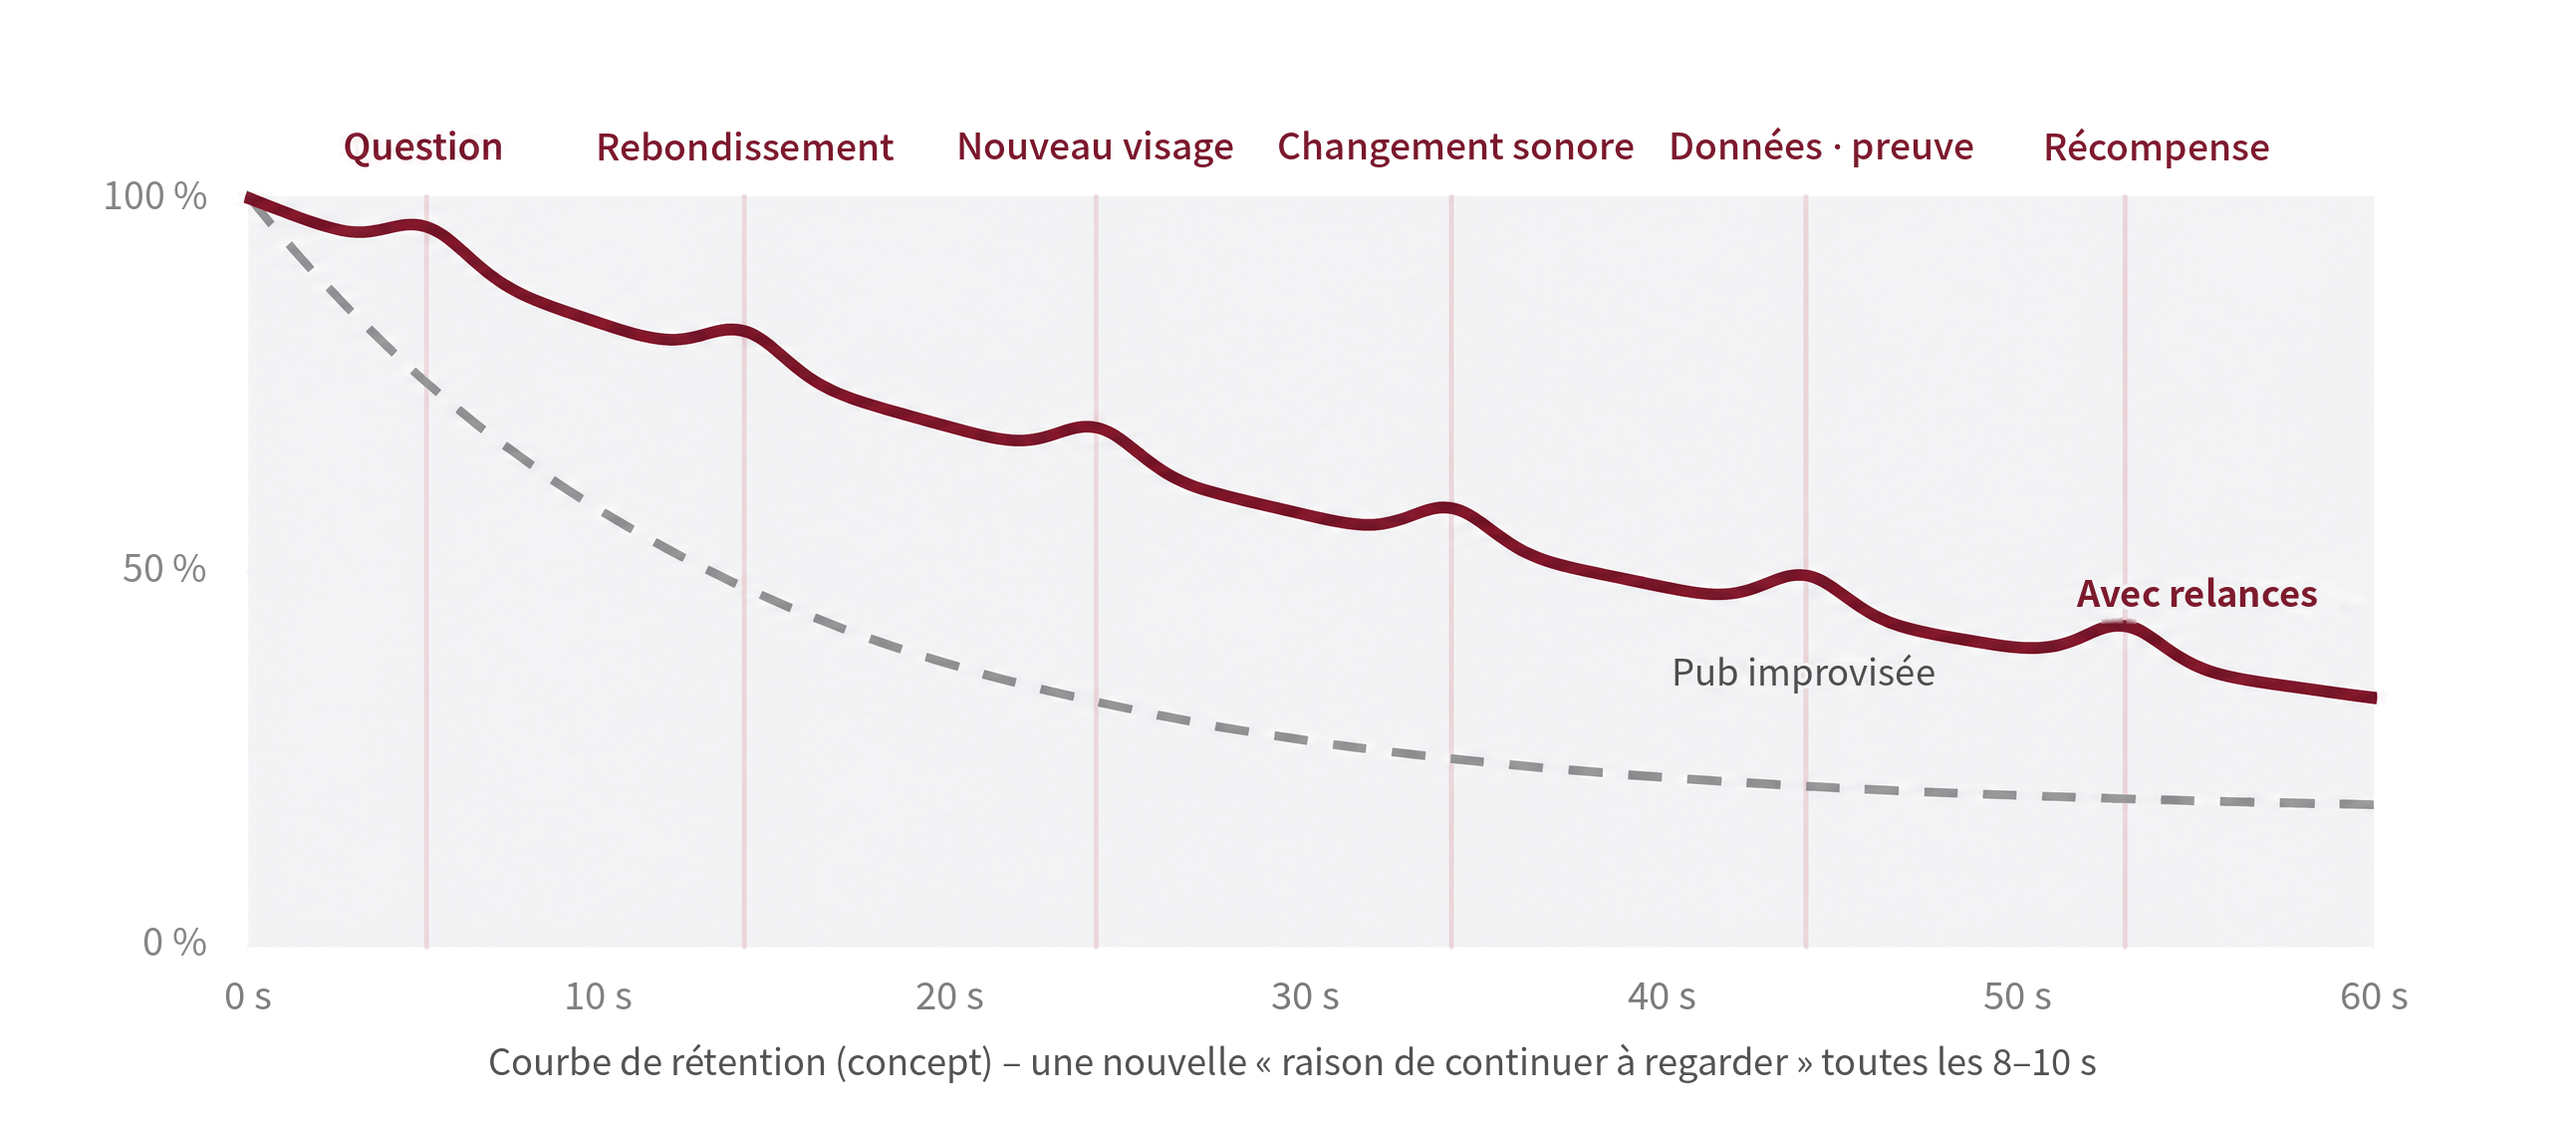 Question Rebondissement Nouveau visage Changement sonore Données · preuve Récompense
100 %
50 %
Avec relances
Pub improvisée
0 %
0 s 10 s 20 s 30 s 40 s 50 s 60 s
Courbe de rétention (concept) – une nouvelle « raison de continuer à regarder » toutes les 8–10 s